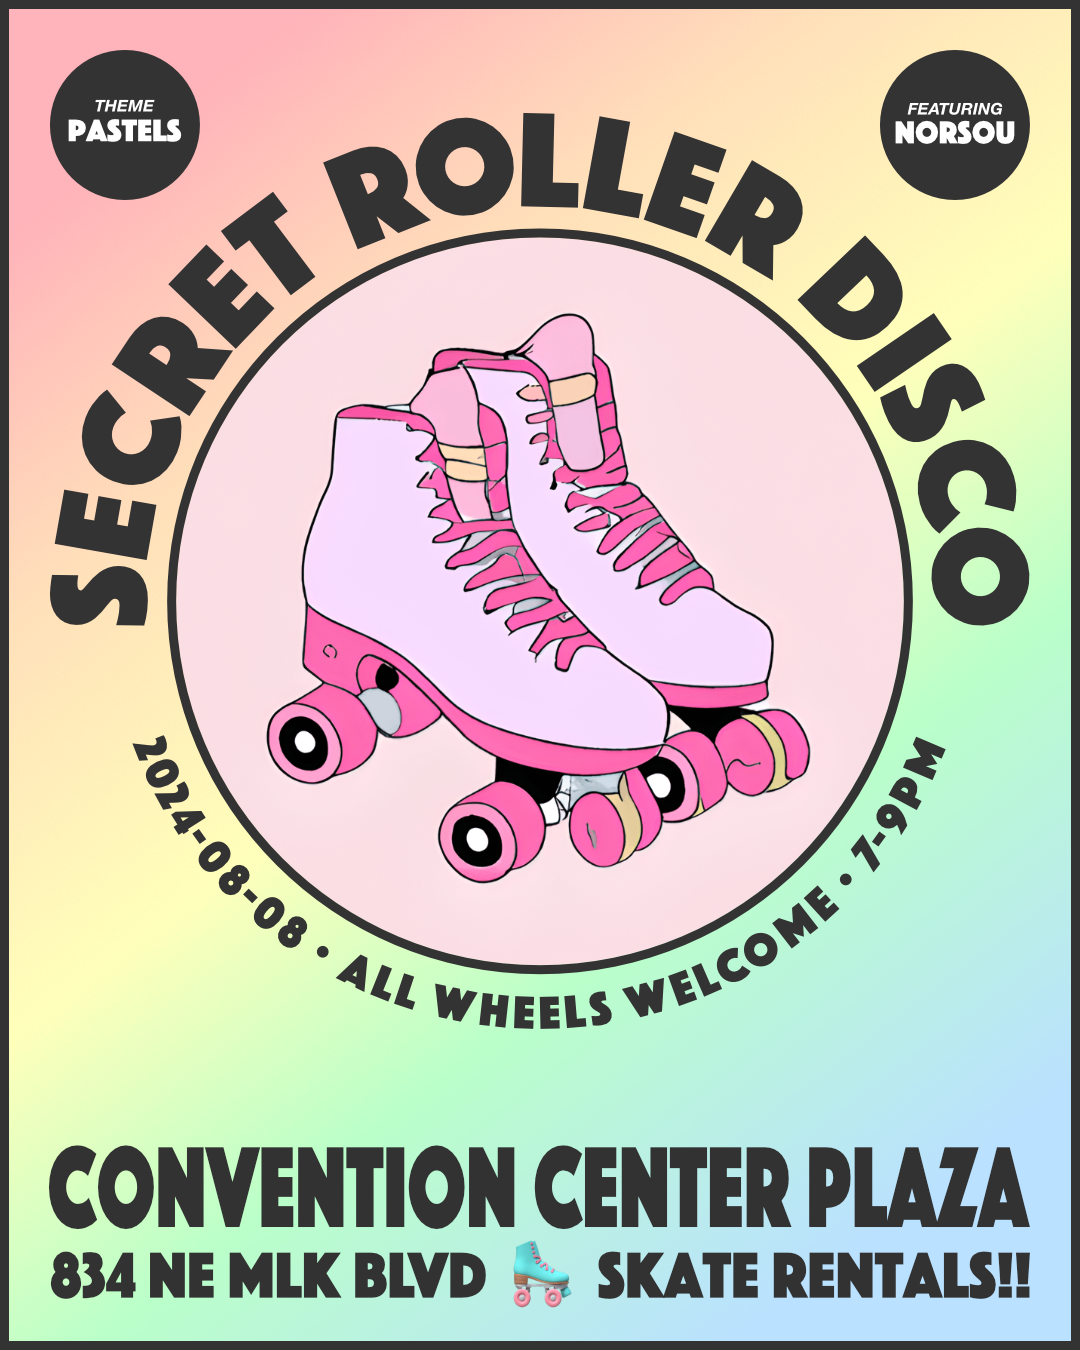 THEME
PASTELS
FEATURING
NORSOU
SECRET ROLLER DISCO
2024-08-08 • ALL WHEELS WELCOME • 7-9PM
CONVENTION CENTER PLAZA
834 NE MLK BLVD 🛼 SKATE RENTALS!!